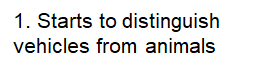 1. Starts to distinguish
vehicles from animals